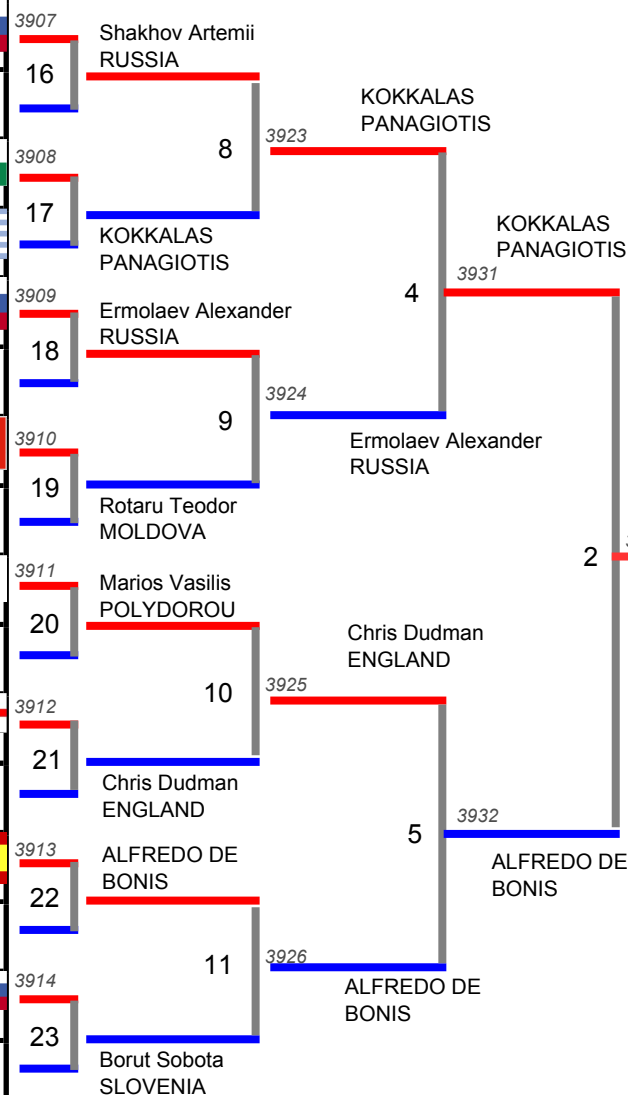 3907
Shakhov Artemii
RUSSIA
16
KOKKALAS
PANAGIOTIS
3923
8
3908
17
KOKKALAS
PANAGIOTIS
KOKKALAS
PANAGIOTIS
3931
3909
Ermolaev Alexander
RUSSIA
4
18
3924
9
Ermolaev Alexander
RUSSIA
3910
19
Rotaru Teodor
MOLDOVA
2
3911
Marios Vasilis
POLYDOROU
20
Chris Dudman
ENGLAND
3925
10
3912
21
Chris Dudman
ENGLAND
3932
5
3913
ALFREDO DE
BONIS
ALFREDO DE
BONIS
22
3926
11
3914
ALFREDO DE
BONIS
23
Borut Sobota
SLOVENIA